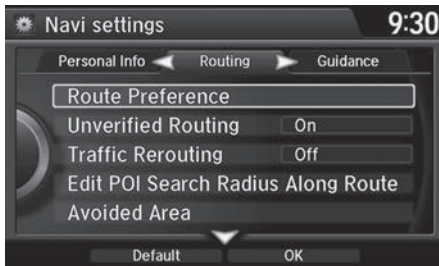 Navi settings 9:30
Personal Info Routing Guidance
Route Preference
Unverified Routing On
Traffic Rerouting Off
Edit POI Search Radius Along Route
Avoided Area
Default OK